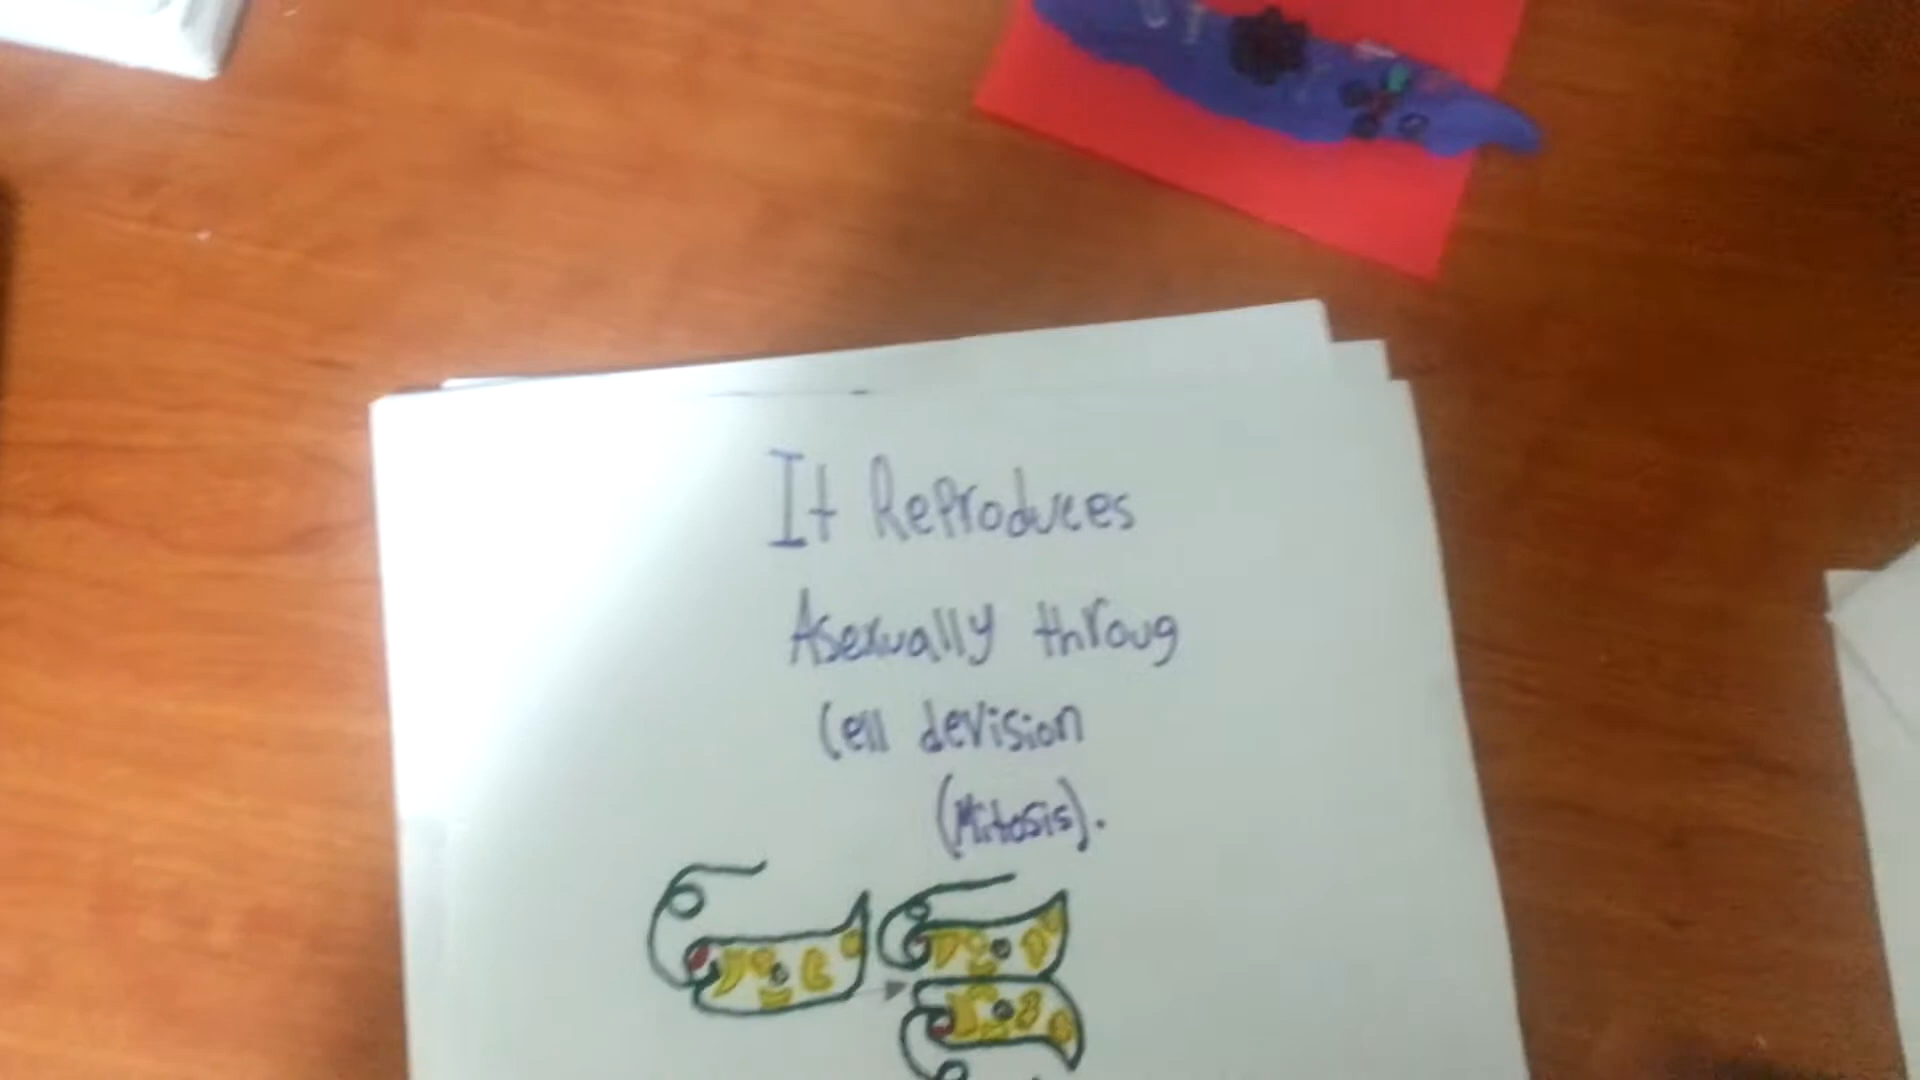 It Reproduces
Asexually throug
Cell devision
(Mitosis).